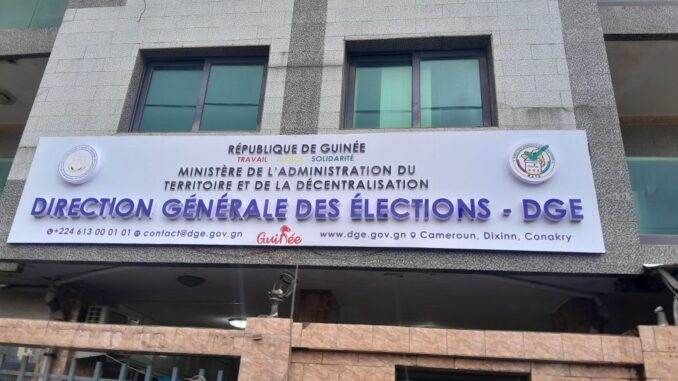 RÉPUBLIQUE DE GUINÉE
TRAVAIL JUSTICE SOLIDARITÉ
MINISTÈRE DE L'ADMINISTRATION DU
TERRITOIRE ET DE LA DÉCENTRALISATION
DIRECTION GÉNÉRALE DES ÉLECTIONS - DGE
+224 613 00 01 01 contact@dge.gov.gn Guinée www.dge.gov.gn Cameroun, Dixinn, Conakry